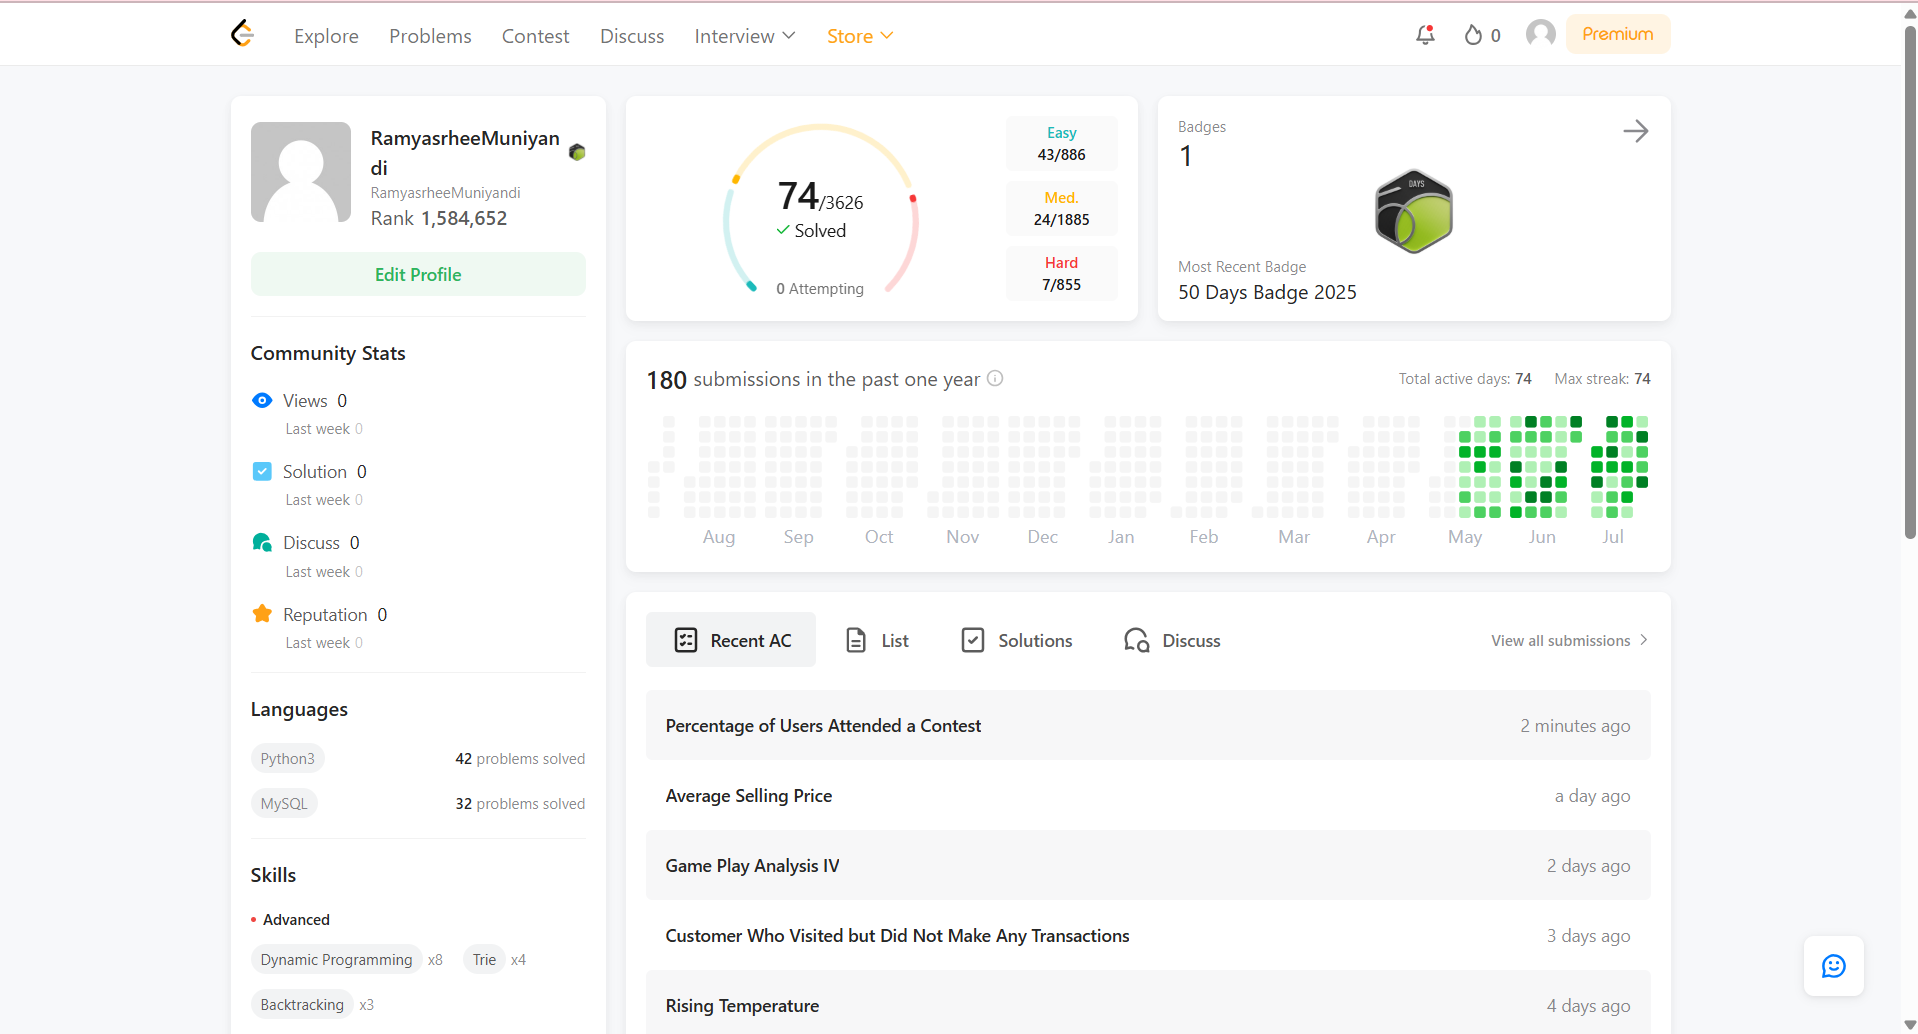 Explore Problems Contest Discuss Interview Store 0 Premium
RamyasrheeMuniyan
di
RamyasrheeMuniyandi
Rank 1,584,652
Edit Profile
Community Stats
Views 0
Last week 0
Solution 0
Last week 0
Discuss 0
Last week 0
Reputation 0
Last week 0
Languages
Python3 42 problems solved
MySQL 32 problems solved
Skills
Advanced
Dynamic Programming x8 Trie x4
Backtracking x3
74/3626
Solved
0 Attempting
Easy
43/886
Med.
24/1885
Hard
7/855
Badges
1
DAYS
Most Recent Badge
50 Days Badge 2025
180 submissions in the past one year Total active days: 74 Max streak: 74
Aug Sep Oct Nov Dec Jan Feb Mar Apr May Jun Jul
Recent AC List Solutions Discuss View all submissions
Percentage of Users Attended a Contest 2 minutes ago
Average Selling Price a day ago
Game Play Analysis IV 2 days ago
Customer Who Visited but Did Not Make Any Transactions 3 days ago
Rising Temperature 4 days ago